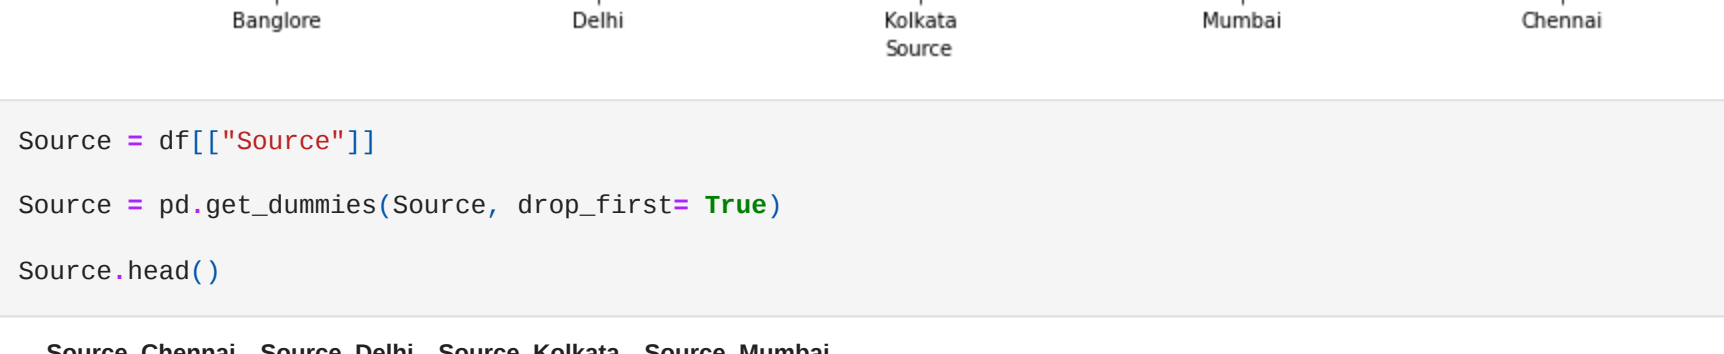 Banglore Delhi Kolkata Mumbai Chennai
Source
Source = df[["Source"]]
Source = pd.get_dummies(Source, drop_first= True)
Source.head()
Source_Chennai Source_Delhi Source_Kolkata Source_Mumbai